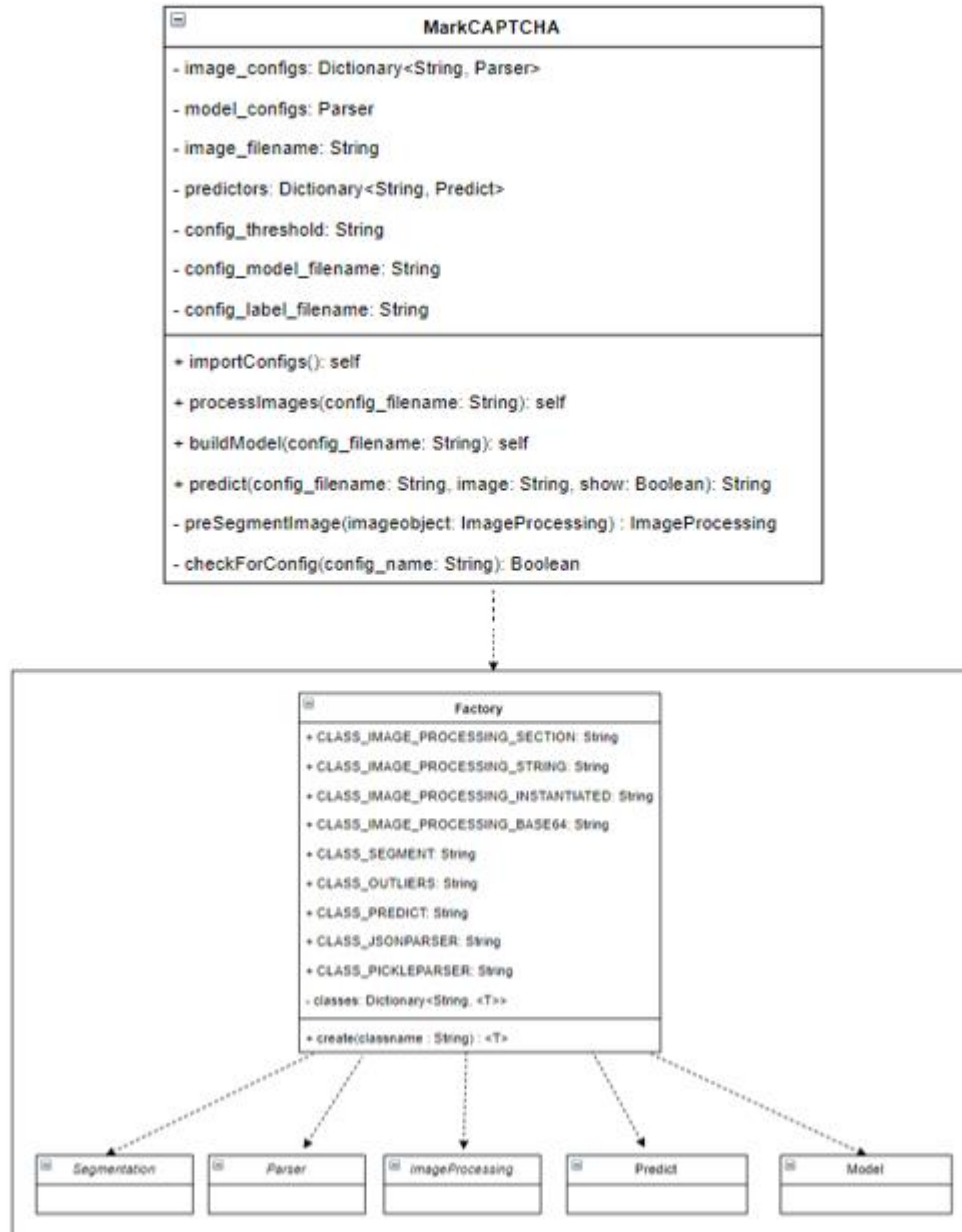 MarkCAPTCHA
- image_configs: Dictionary<String, Parser>
- model_configs: Parser
- image_filename: String
- predictors: Dictionary<String, Predict>
- config_threshold: String
- config_model_filename: String
- config_label_filename: String
+ importConfigs(): self
+ processImages(config_filename: String): self
+ buildModel(config_filename: String): self
+ predict(config_filename: String, image: String, show: Boolean): String
- preSegmentImage(imageobject: ImageProcessing) : ImageProcessing
- checkForConfig(config_name: String): Boolean
Factory
+ CLASS_IMAGE_PROCESSING_SECTION: String
+ CLASS_IMAGE_PROCESSING_STRING: String
+ CLASS_IMAGE_PROCESSING_INSTANTIATED: String
+ CLASS_IMAGE_PROCESSING_BASE64: String
+ CLASS_SEGMENT: String
+ CLASS_OUTLIERS: String
+ CLASS_PREDICT: String
+ CLASS_JSONPARSER: String
+ CLASS_PICKLEPARSER: String
- classes: Dictionary<String, <T>>
+ create(classname : String) : <T>
Segmentation
Parser
ImageProcessing
Predict
Model